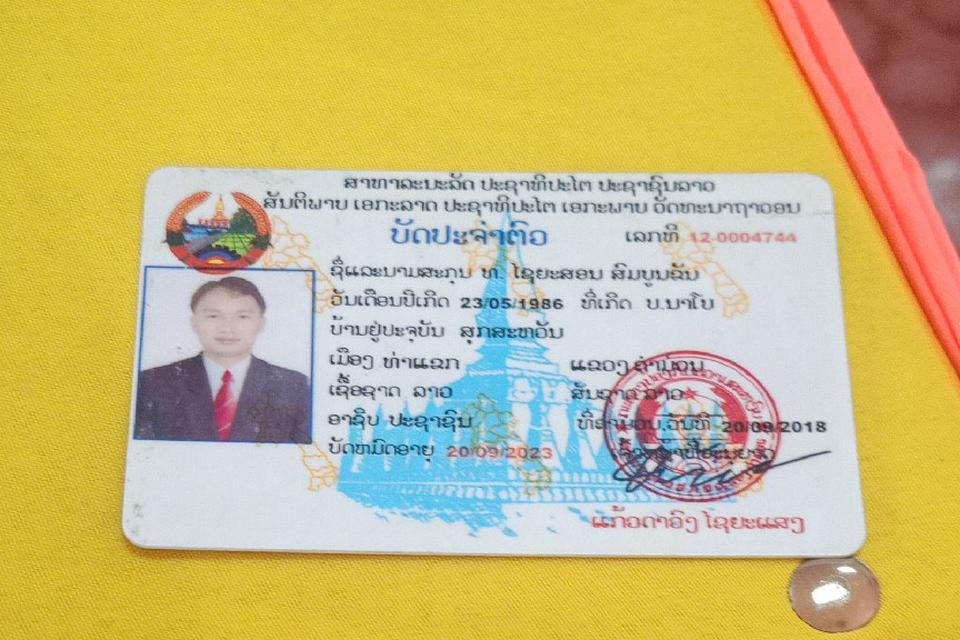 ສາທາລະນະລັດ ປະຊາທິປະໄຕ ປະຊາຊົນລາວ
ສັນຕິພາບ ເອກະລາດ ປະຊາທິປະໄຕ ເອກະພາບ ວັດທະນາຖາວອນ
ບັດປະຈຳຕົວ ເລກທີ 12-0004744
ຊື່ແລະນາມສະກຸນ ທ. ໄຊຍະສອນ ສົມບູນຂັນ
ວັນເດືອນປີເກີດ 23/05/1986 ທີ່ເກີດ ບ.ນາໂບ
ບ້ານຢູ່ປະຈຸບັນ ສຸກສະຫວັນ
ເມືອງ ທ່າແຂກ ແຂວງ ຄຳມ່ວນ
ເຊື້ອຊາດ ລາວ ສັນຊາດ ລາວ
ອາຊີບ ປະຊາຊົນ ທີ່ຄຳມ່ວນ,ວັນທີ 20/09/2018
ບັດຫມົດອາຍຸ 20/09/2023
ແກ້ວດາວົງ ໄຊຍະແສງ